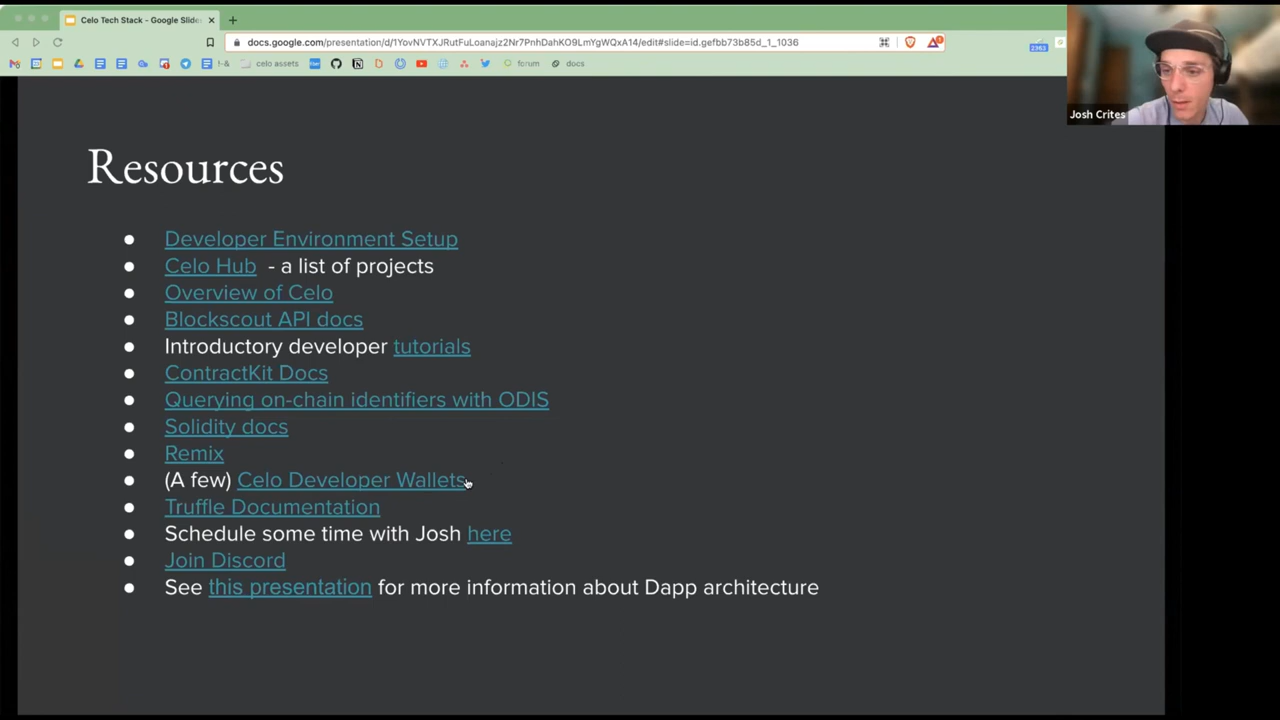 Celo Tech Stack - Google Slide
docs.google.com/presentation/d/1YovNVTXJRutFuLoanajz2Nr7PnhDahKO9LmYgWQxA14/edit#slide=id.gefbb73b85d_1_1036
2363
celo assets
forum
docs
Josh Crites
Resources
● Developer Environment Setup
● Celo Hub - a list of projects
● Overview of Celo
● Blockscout API docs
● Introductory developer tutorials
● ContractKit Docs
● Querying on-chain identifiers with ODIS
● Solidity docs
● Remix
● (A few) Celo Developer Wallets
● Truffle Documentation
● Schedule some time with Josh here
● Join Discord
● See this presentation for more information about Dapp architecture